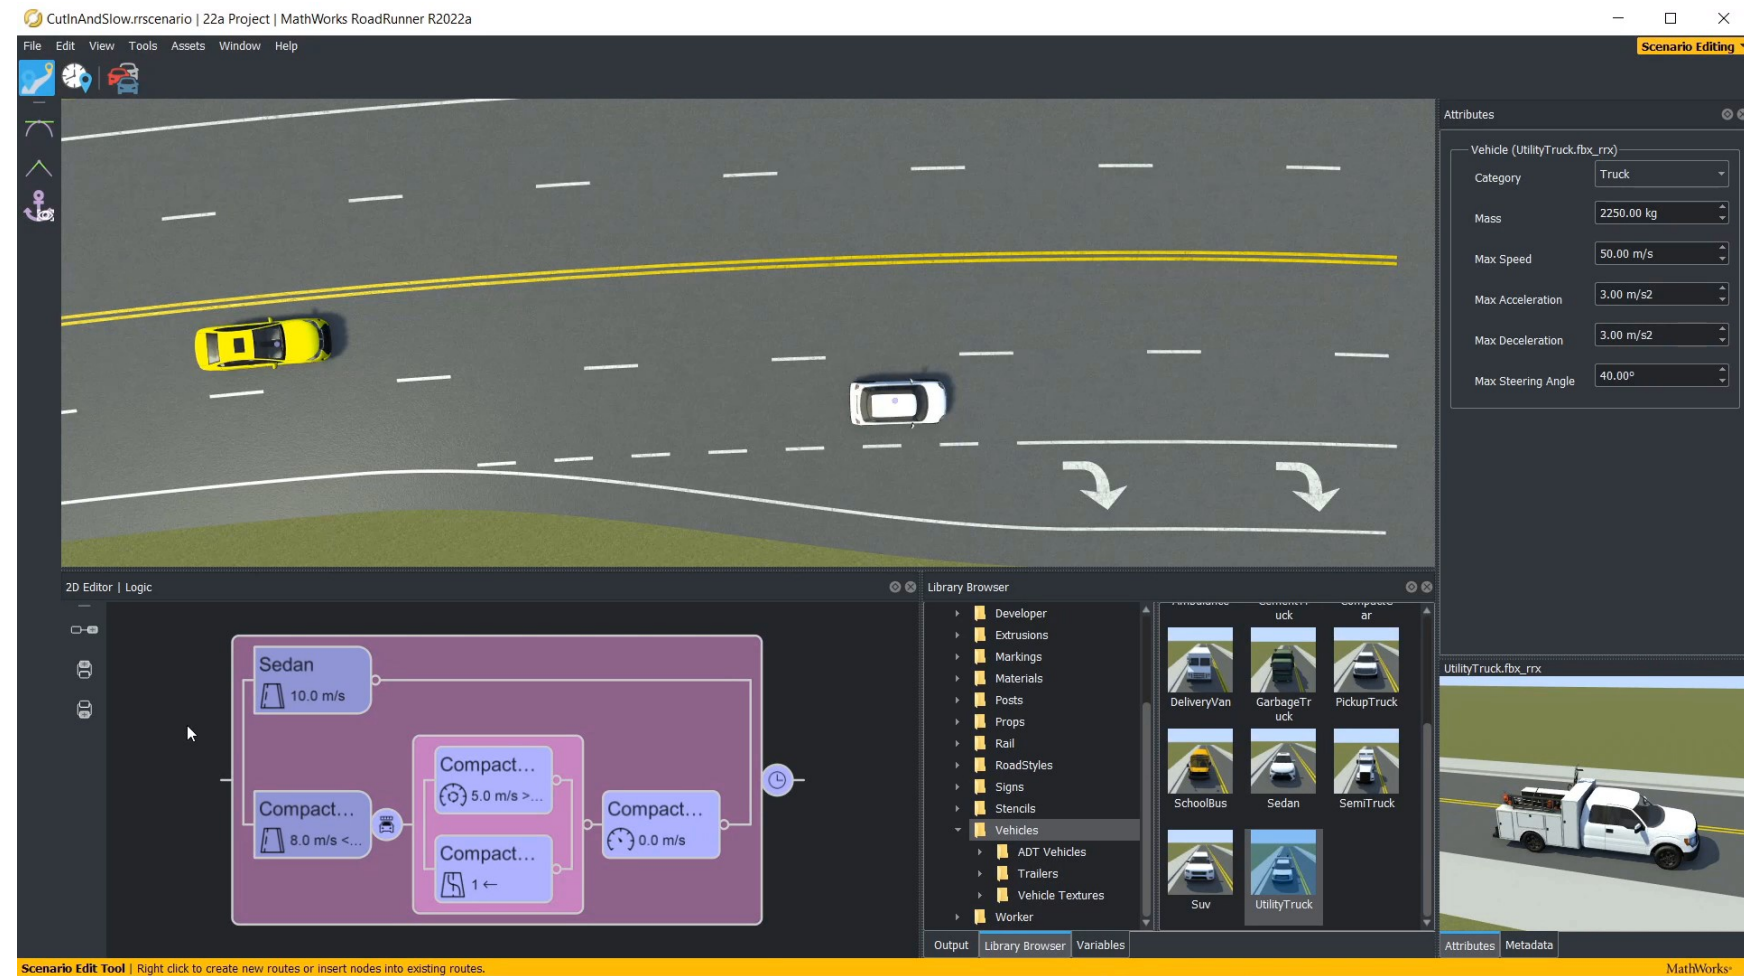 CutInAndSlow.rrscenario | 22a Project | MathWorks RoadRunner R2022a
File Edit View Tools Assets Window Help
Scenario Editing
Attributes
Vehicle (UtilityTruck.fbx_rrx)
Category Truck
Mass 2250.00 kg
Max Speed 50.00 m/s
Max Acceleration 3.00 m/s2
Max Deceleration 3.00 m/s2
Max Steering Angle 40.00º
2D Editor | Logic
Sedan
10.0 m/s
Compact...
8.0 m/s <...
Compact...
5.0 m/s >...
Compact...
1 ←
Compact...
0.0 m/s
Library Browser
Developer
Extrusions
Markings
Materials
Posts
Props
Rail
RoadStyles
Signs
Stencils
Vehicles
ADT Vehicles
Trailers
Vehicle Textures
Worker
uck
ar
DeliveryVan
GarbageTr
uck
PickupTruck
SchoolBus
Sedan
SemiTruck
Suv
UtilityTruck
Output Library Browser Variables
UtilityTruck.fbx_rrx
Attributes Metadata
Scenario Edit Tool | Right click to create new routes or insert nodes into existing routes.
MathWorks